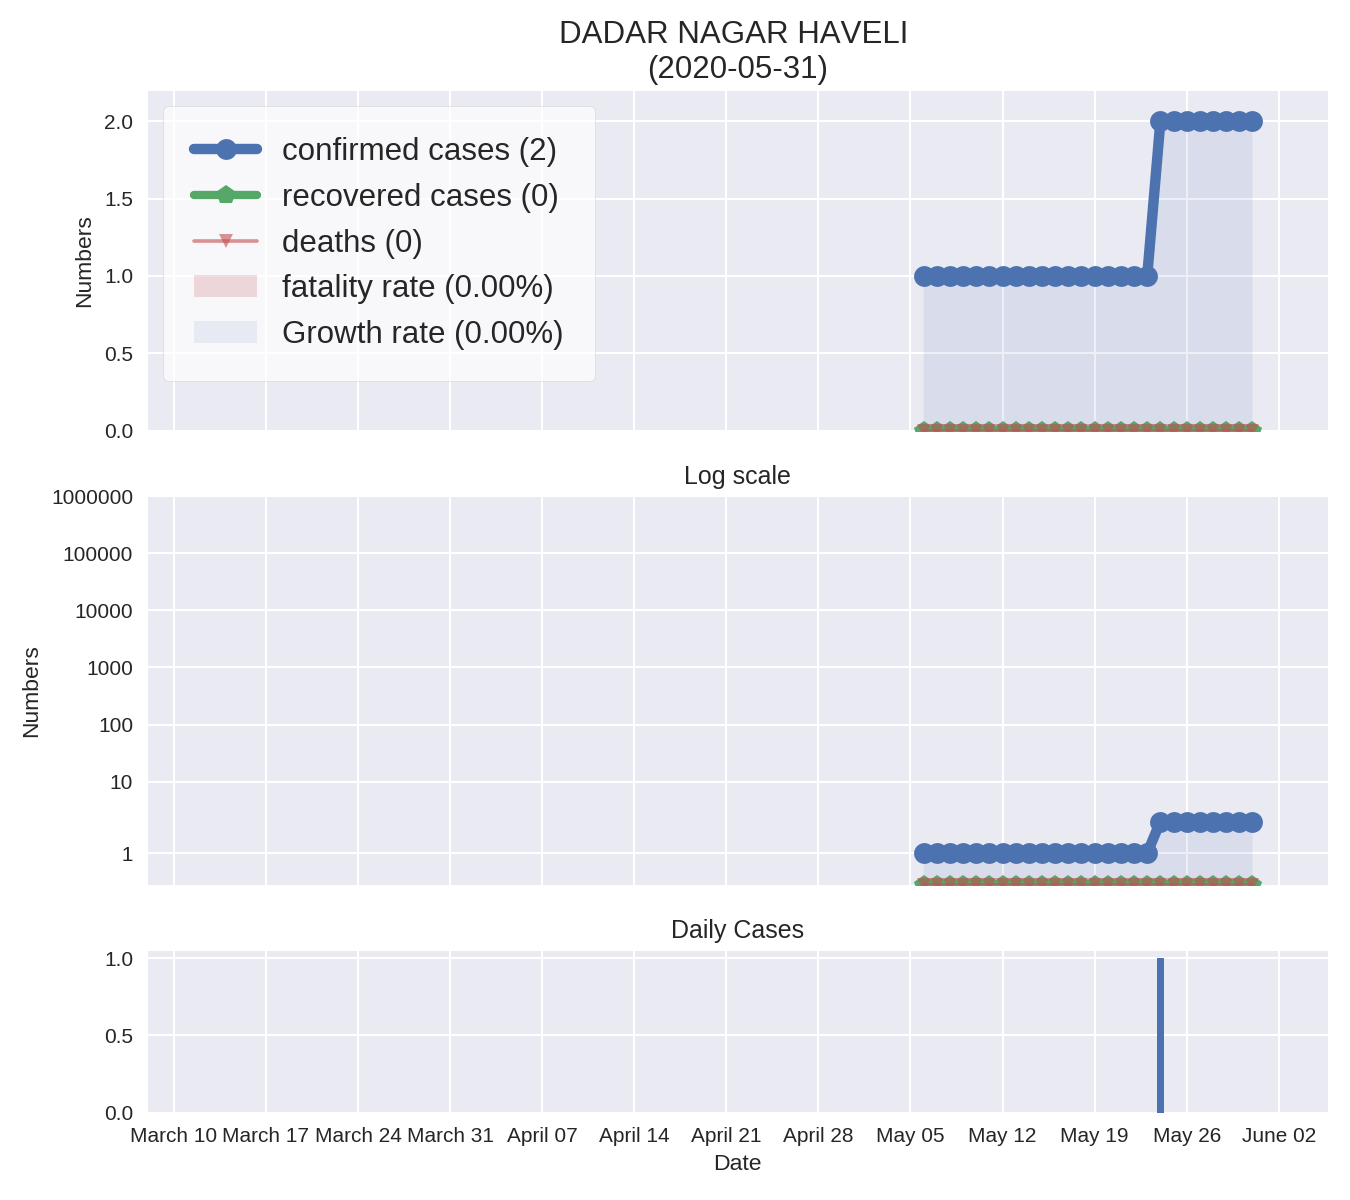 DADAR NAGAR HAVELI
(2020-05-31)
2.0
1.5
1.0
0.5
0.0
Numbers
confirmed cases (2)
recovered cases (0)
deaths (0)
fatality rate (0.00%)
Growth rate (0.00%)
Log scale
1000000
100000
10000
1000
100
10
1
Numbers
Daily Cases
1.0
0.5
0.0
March 10 March 17 March 24 March 31 April 07 April 14 April 21 April 28 May 05 May 12 May 19 May 26 June 02
Date